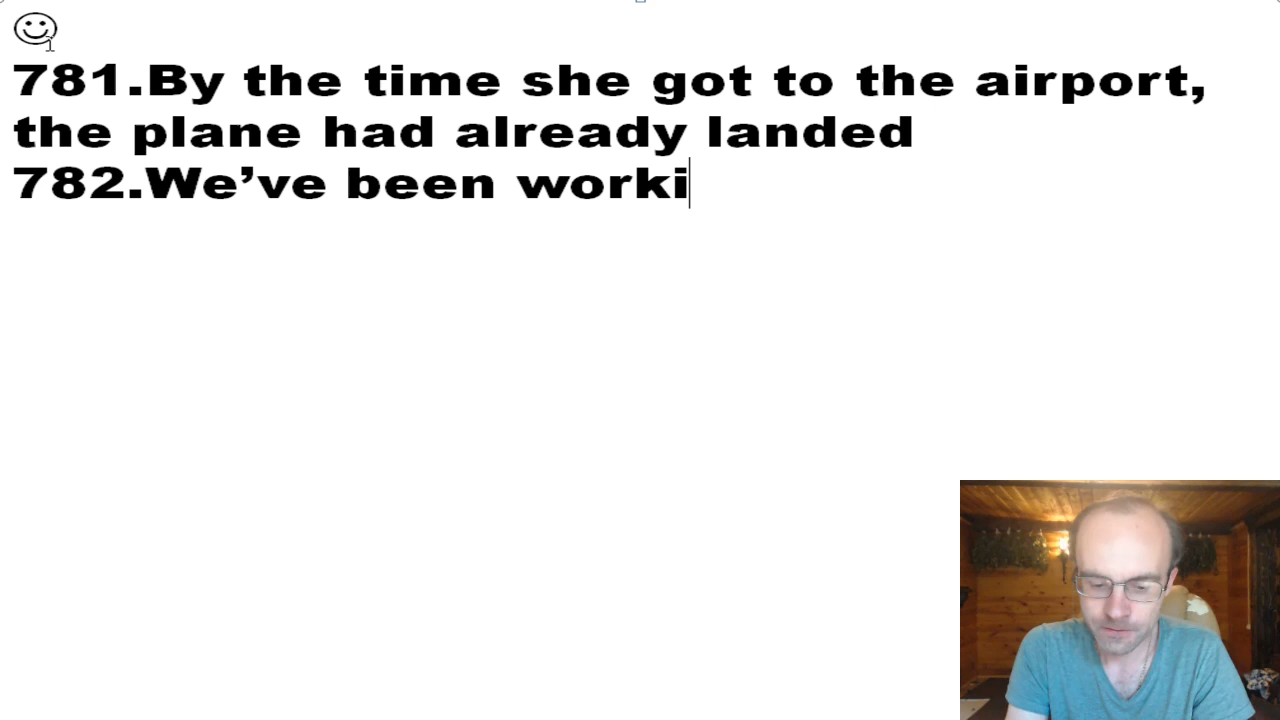 781.By the time she got to the airport,
the plane had already landed
782.We’ve been worki